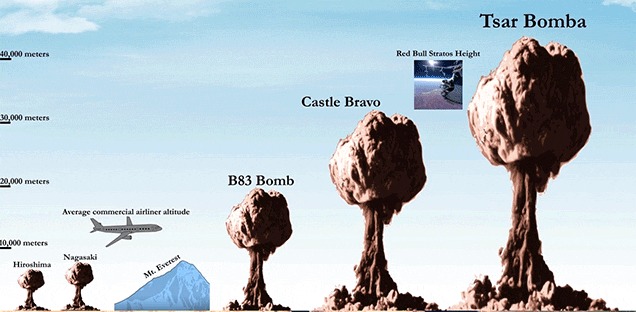 Tsar Bomba
40,000 meters
Red Bull Stratos Height
Castle Bravo
30,000 meters
B83 Bomb
20,000 meters
Average commercial airliner altitude
10,000 meters
Hiroshima
Nagasaki
Mt. Everest